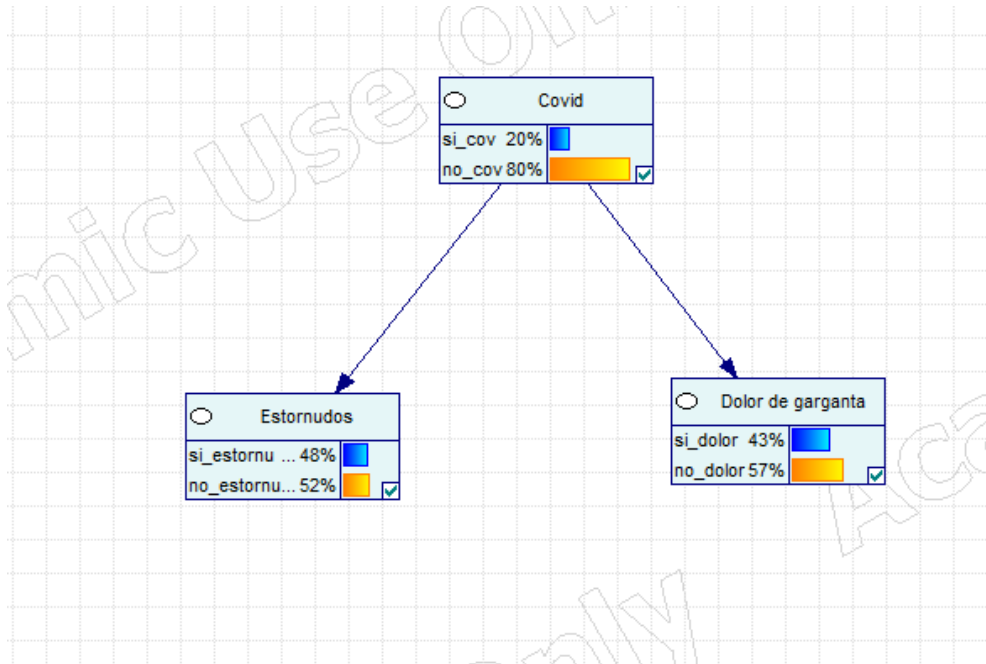 Covid
si_cov 20%
no_cov 80%
Estornudos
si_estornu ... 48%
no_estornu... 52%
Dolor de garganta
si_dolor 43%
no_dolor 57%
mic Use On
Aca
only